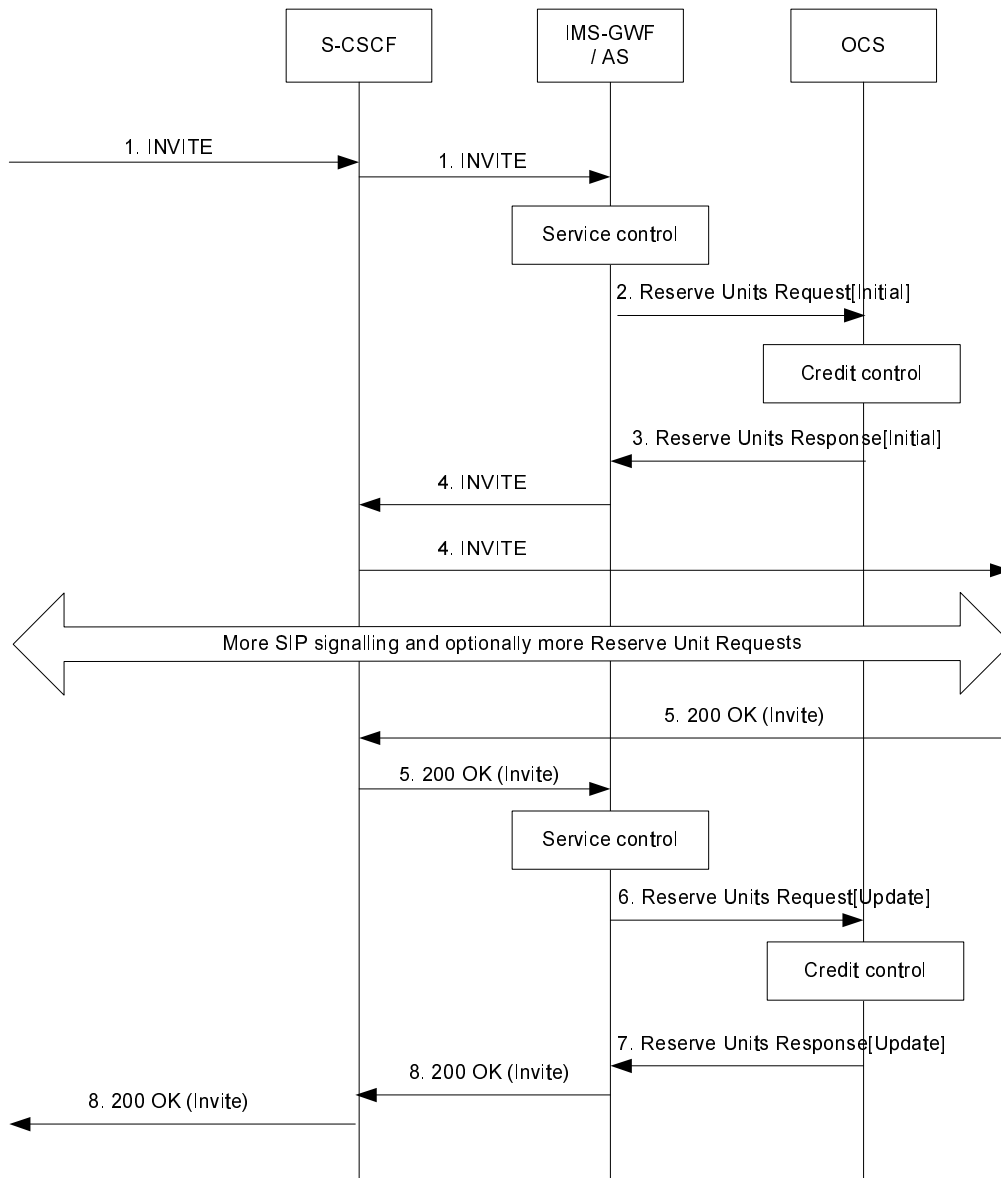 S-CSCF
IMS-GWF
/ AS
OCS
1. INVITE
1. INVITE
Service control
2. Reserve Units Request[Initial]
Credit control
3. Reserve Units Response[Initial]
4. INVITE
4. INVITE
More SIP signalling and optionally more Reserve Unit Requests
5. 200 OK (Invite)
5. 200 OK (Invite)
Service control
6. Reserve Units Request[Update]
Credit control
7. Reserve Units Response[Update]
8. 200 OK (Invite)
8. 200 OK (Invite)